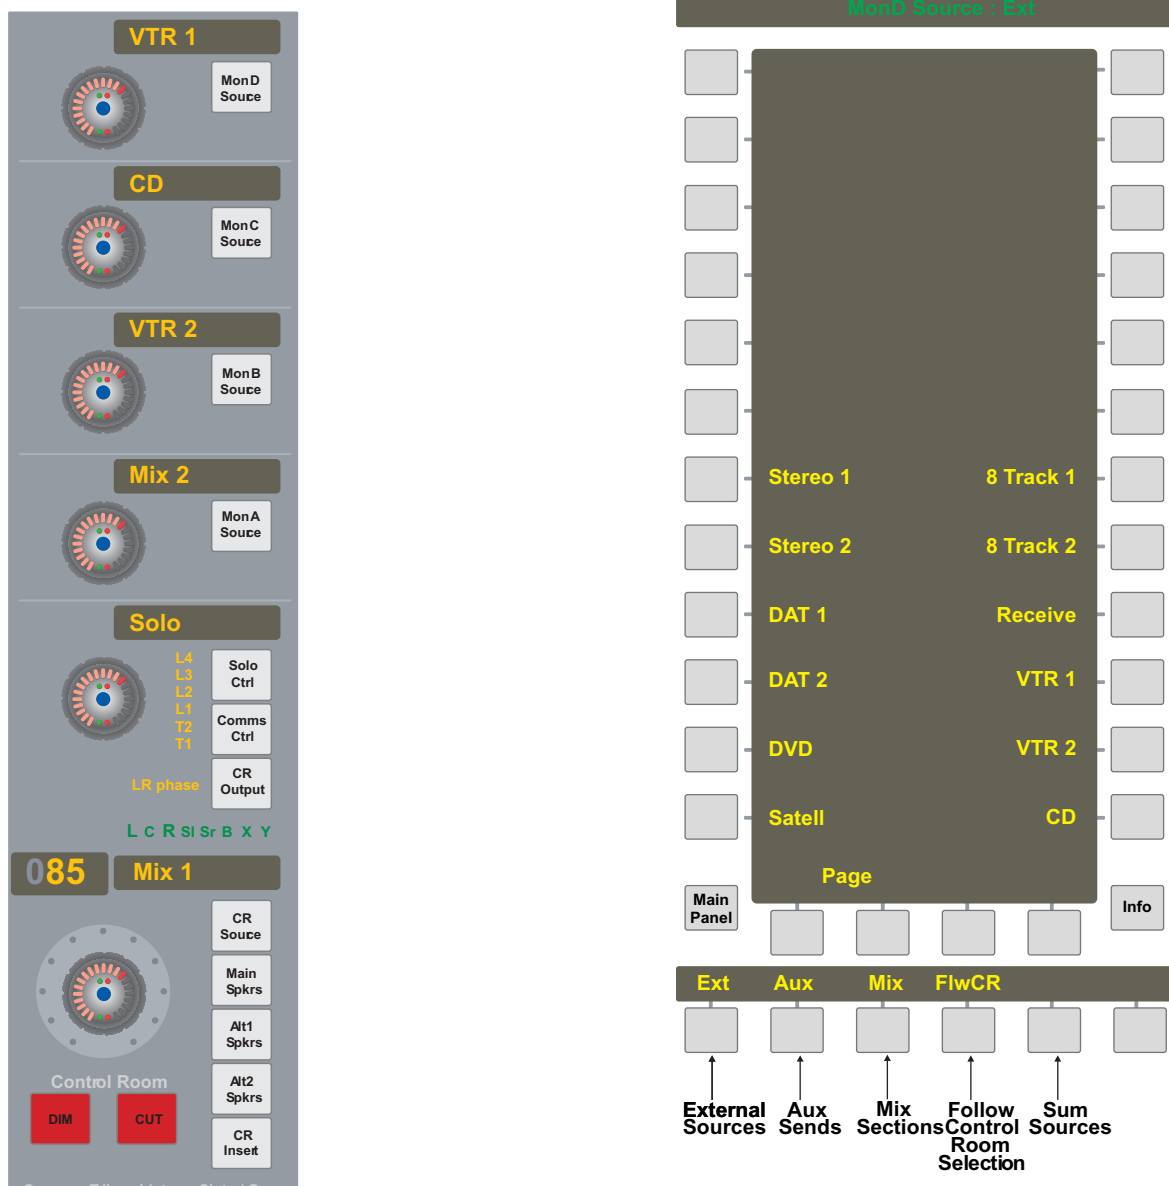 VTR 1
MonD
Source
CD
MonC
Source
VTR 2
MonB
Source
Mix 2
MonA
Source
Solo
L4
L3
L2
L1
T2
T1
Solo
Ctrl
Comms
Ctrl
CR
Output
LR phase
L C R Sl Sr B X Y
085
Mix 1
CR
Source
Main
Spkrs
Alt1
Spkrs
Alt2
Spkrs
CR
Insert
Control Room
DIM
CUT
MonD Source : Ext
Stereo 1 8 Track 1
Stereo 2 8 Track 2
DAT 1 Receive
DAT 2 VTR 1
DVD VTR 2
Satell CD
Page
Main
Panel
Info
Ext Aux Mix FlwCR
External
Sources
Aux
Sends
Mix
Sections
Follow
Control
Room
Selection
Sum
Sources